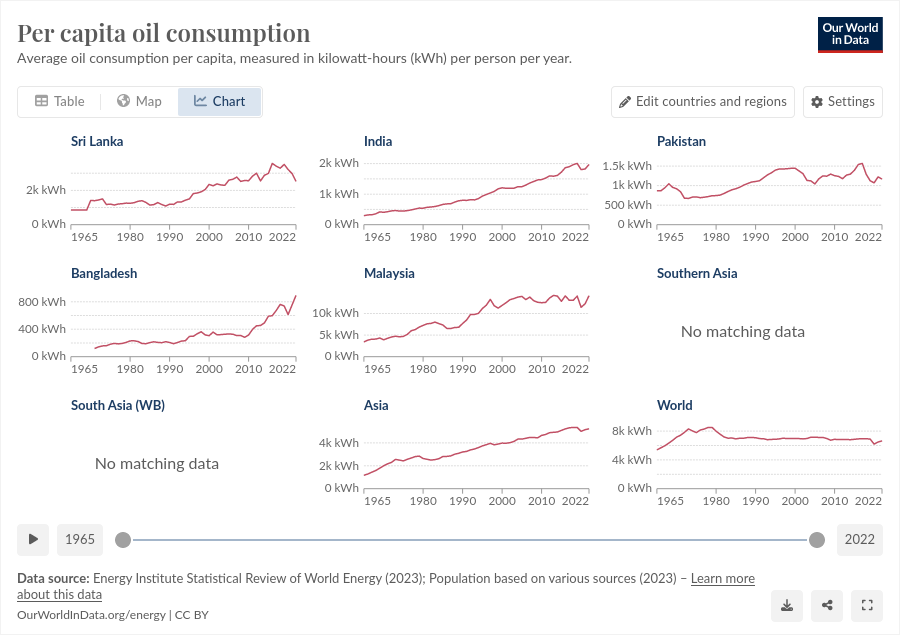 Per capita oil consumption
Average oil consumption per capita, measured in kilowatt-hours (kWh) per person per year.
Our World
in Data
Table
Map
Chart
Edit countries and regions
Settings
Sri Lanka
2k kWh
0 kWh
1965 1980 1990 2000 2010 2022
India
2k kWh
1k kWh
0 kWh
1965 1980 1990 2000 2010 2022
Pakistan
1.5k kWh
1k kWh
500 kWh
0 kWh
1965 1980 1990 2000 2010 2022
Bangladesh
800 kWh
400 kWh
0 kWh
1965 1980 1990 2000 2010 2022
Malaysia
10k kWh
5k kWh
0 kWh
1965 1980 1990 2000 2010 2022
Southern Asia
No matching data
South Asia (WB)
No matching data
Asia
4k kWh
2k kWh
0 kWh
1965 1980 1990 2000 2010 2022
World
8k kWh
4k kWh
0 kWh
1965 1980 1990 2000 2010 2022
1965
2022
Data source: Energy Institute Statistical Review of World Energy (2023); Population based on various sources (2023) – Learn more
about this data
OurWorldInData.org/energy | CC BY